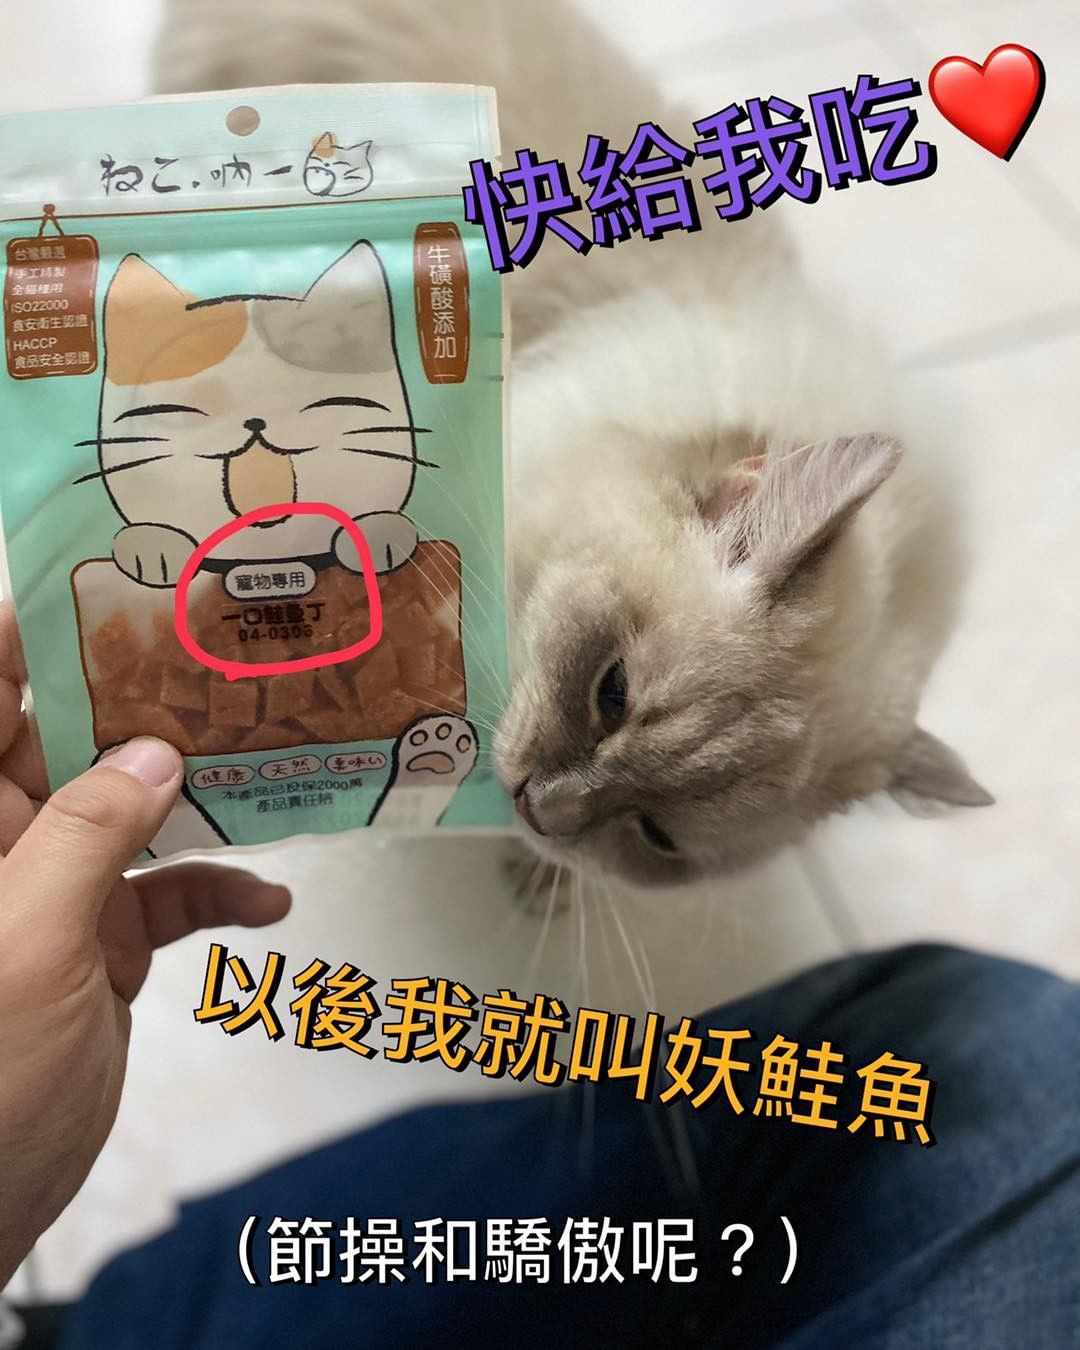 快給我吃
ねこ.吶一
台灣嚴選
手工精製
全貓種用
ISO22000
食安衛生認證
HACCP
食品安全認證
牛磺酸添加
寵物專用
一口鮭魚丁
04-0306
健康 天然 美味い
本產品已投保2000萬
產品責任險
以後我就叫妖鮭魚
（節操和驕傲呢？）